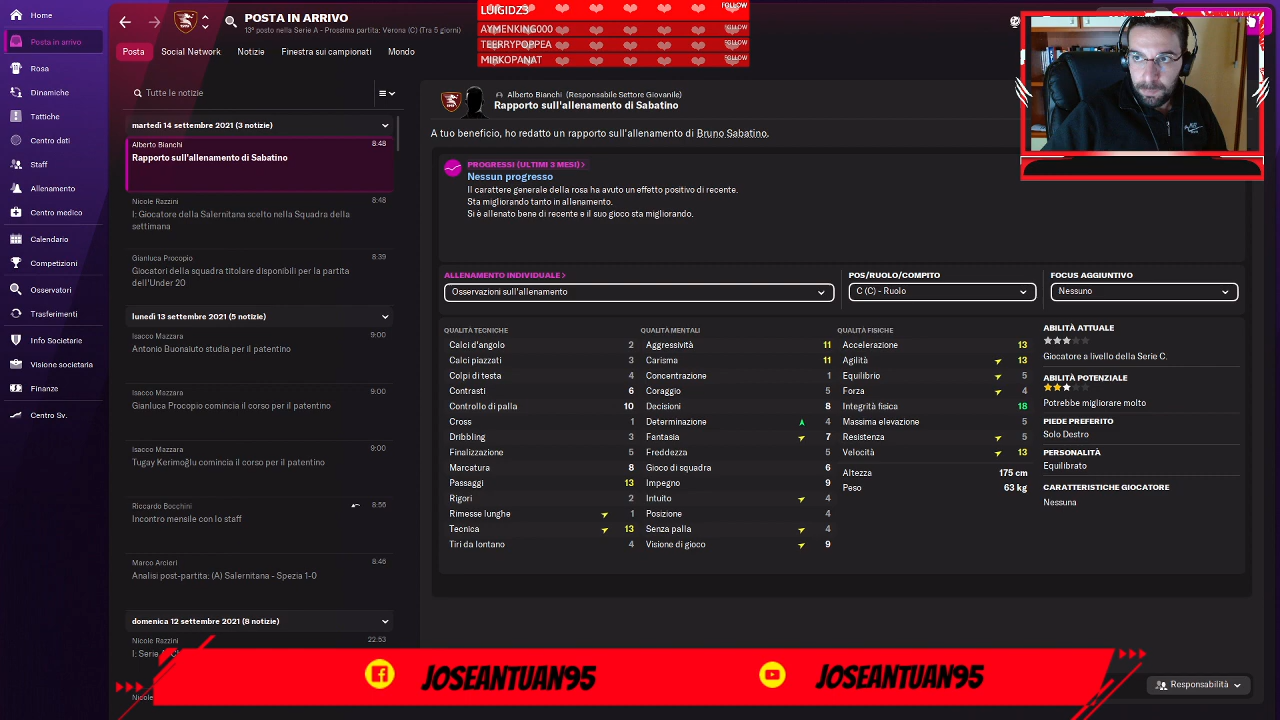 LUIGIDZ3
FOLLOW
AYMENKING000
FOLLOW
TEERRYPOPPEA
FOLLOW
MIRKOPANAT
FOLLOW
Home
Posta in arrivo
Rosa
Dinamiche
Tattiche
Centro dati
Staff
Allenamento
Centro medico
Calendario
Competizioni
Osservatori
Trasferimenti
Info Societarie
Visione societaria
Finanze
Centro Sv.
POSTA IN ARRIVO
13° posto nella Serie A - Prossima partita: Verona (C) (Tra 5 giorni)
Posta
Social Network
Notizie
Finestra sui campionati
Mondo
Tutte le notizie
martedì 14 settembre 2021 (3 notizie)
Alberto Bianchi
8:48
Rapporto sull'allenamento di Sabatino
Nicole Razzini
8:48
I: Giocatore della Salernitana scelto nella Squadra della
settimana
Gianluca Procopio
8:39
Giocatori della squadra titolare disponibili per la partita
dell'Under 20
lunedì 13 settembre 2021 (5 notizie)
Isacco Mazzara
9:00
Antonio Buonaiuto studia per il patentino
Isacco Mazzara
9:00
Gianluca Procopio comincia il corso per il patentino
Isacco Mazzara
9:00
Tugay Kerimoğlu comincia il corso per il patentino
Riccardo Bocchini
8:56
Incontro mensile con lo staff
Marco Arcieri
8:46
Analisi post-partita: (A) Salernitana - Spezia 1-0
domenica 12 settembre 2021 (8 notizie)
Nicole Razzini
22:53
I: Serie A
Nicole
Alberto Bianchi (Responsabile Settore Giovanile)
Rapporto sull'allenamento di Sabatino
A tuo beneficio, ho redatto un rapporto sull'allenamento di Bruno Sabatino.
PROGRESSI (ULTIMI 3 MESI) >
Nessun progresso
Il carattere generale della rosa ha avuto un effetto positivo di recente.
Sta migliorando tanto in allenamento.
Si è allenato bene di recente e il suo gioco sta migliorando.
ALLENAMENTO INDIVIDUALE >
Osservazioni sull'allenamento
POS/RUOLO/COMPITO
C (C) - Ruolo
FOCUS AGGIUNTIVO
Nessuno
QUALITÀ TECNICHE
Calci d'angolo 2
Calci piazzati 3
Colpi di testa 4
Contrasti 6
Controllo di palla 10
Cross 1
Dribbling 3
Finalizzazione 5
Marcatura 8
Passaggi 13
Rigori 2
Rimesse lunghe 1
Tecnica 13
Tiri da lontano 4
QUALITÀ MENTALI
Aggressività 11
Carisma 11
Concentrazione 1
Coraggio 5
Decisioni 8
Determinazione 4
Fantasia 7
Freddezza 5
Gioco di squadra 6
Impegno 9
Intuito 4
Posizione 4
Senza palla 4
Visione di gioco 9
QUALITÀ FISICHE
Accelerazione 13
Agilità 13
Equilibrio 5
Forza 4
Integrità fisica 18
Massima elevazione 5
Resistenza 5
Velocità 13
Altezza 175 cm
Peso 63 kg
ABILITÀ ATTUALE
Giocatore a livello della Serie C.
ABILITÀ POTENZIALE
Potrebbe migliorare molto
PIEDE PREFERITO
Solo Destro
PERSONALITÀ
Equilibrato
CARATTERISTICHE GIOCATORE
Nessuna
Responsabilità
JOSEANTUAN95
JOSEANTUAN95